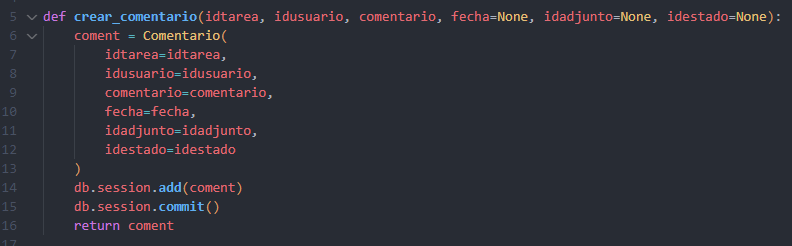 5 def crear_comentario(idtarea, idusuario, comentario, fecha=None, idadjunto=None, idestado=None):
6     coment = Comentario(
7         idtarea=idtarea,
8         idusuario=idusuario,
9         comentario=comentario,
10         fecha=fecha,
11         idadjunto=idadjunto,
12         idestado=idestado
13     )
14     db.session.add(coment)
15     db.session.commit()
16     return coment
17